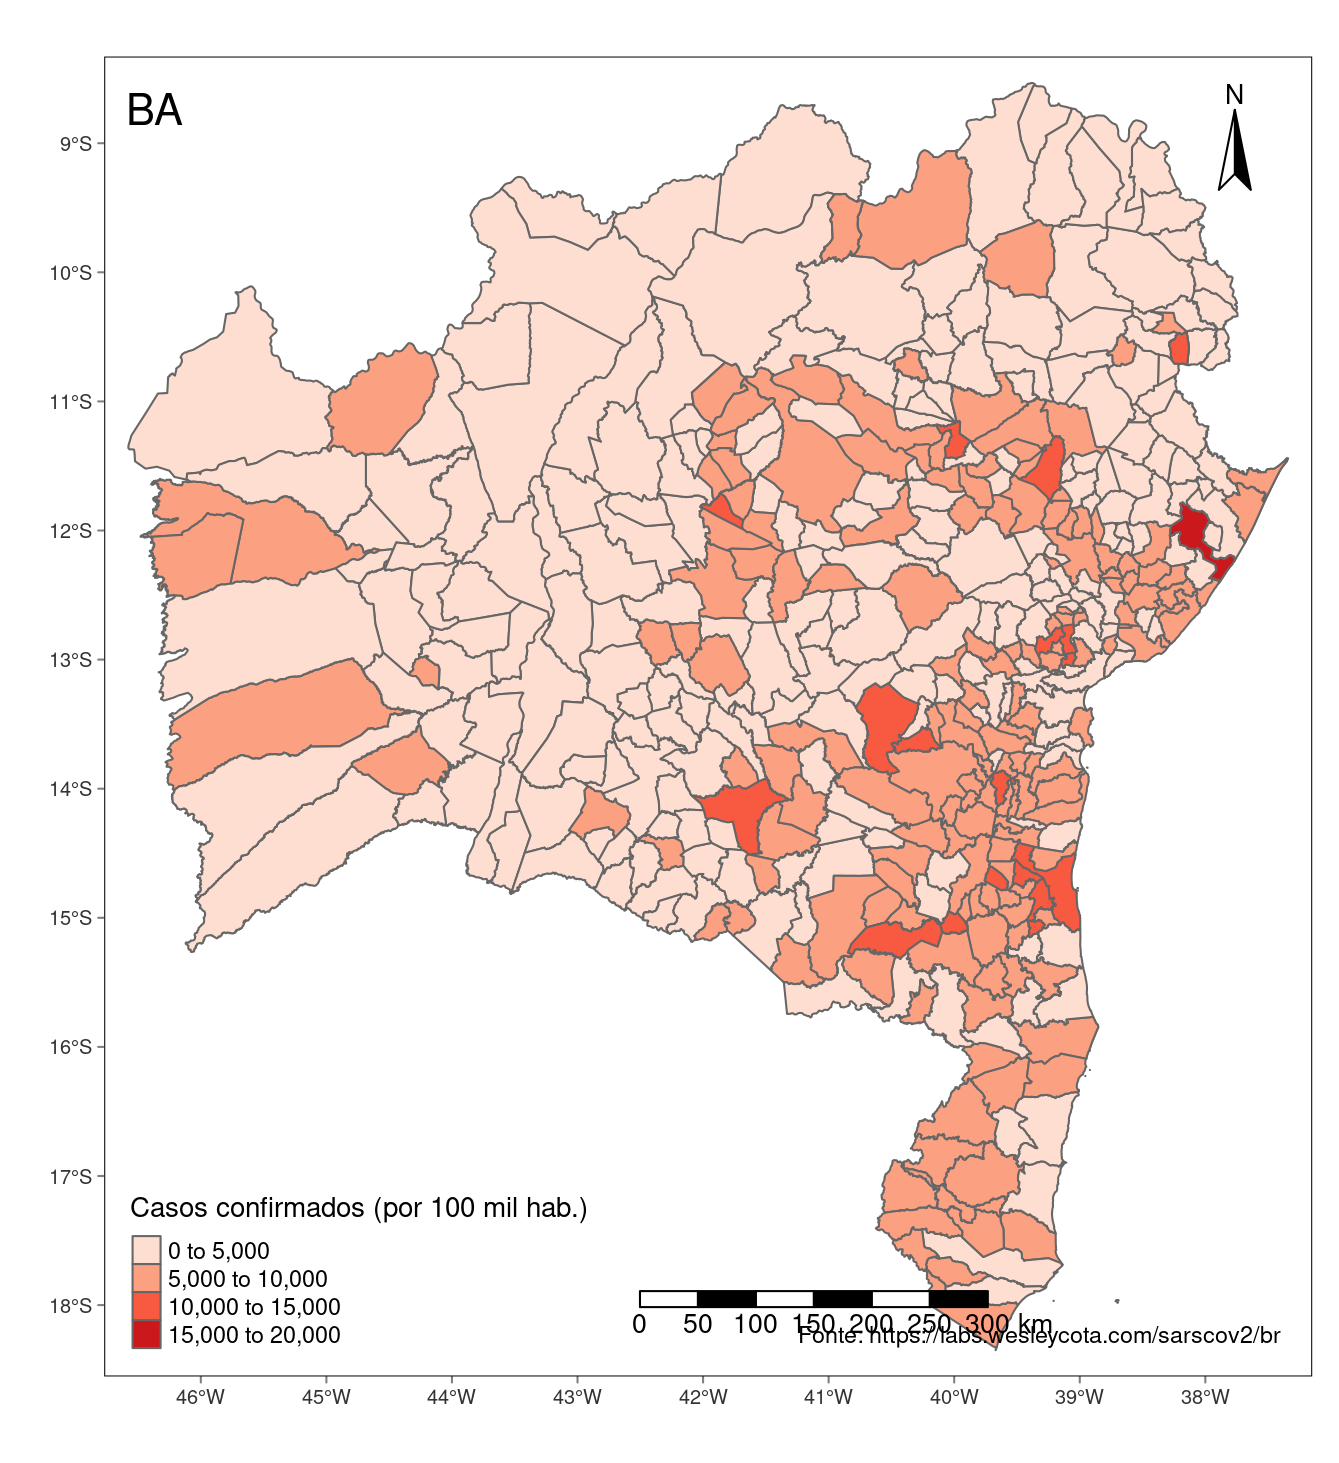 BA
N
9°S
10°S
11°S
12°S
13°S
14°S
15°S
16°S
17°S
18°S
Casos confirmados (por 100 mil hab.)
0 to 5,000
5,000 to 10,000
10,000 to 15,000
15,000 to 20,000
0 50 100 150 200 250 300 km
Fonte: https://labs.wesleycota.com/sarscov2/br
46°W 45°W 44°W 43°W 42°W 41°W 40°W 39°W 38°W